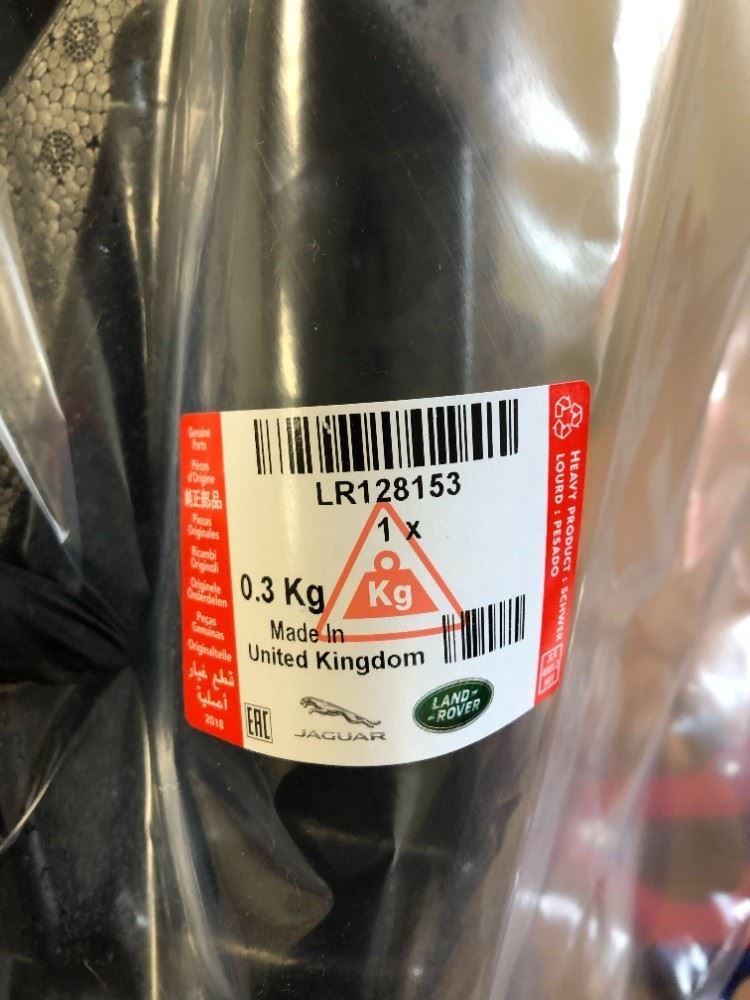 LR128153
1 x
Kg
0.3 Kg
Made In
United Kingdom
EAC
JAGUAR
LAND-
-ROVER
Genuine
Parts
Pièces
d'Origine
純正部品
Piezas
Originales
Ricambi
Originali
Originele
Onderdelen
Peças
Genuínas
Originalteile
قطع غيار
أصلية
2018
HEAVY PRODUCT : SCHWER
LOURD : PESADO